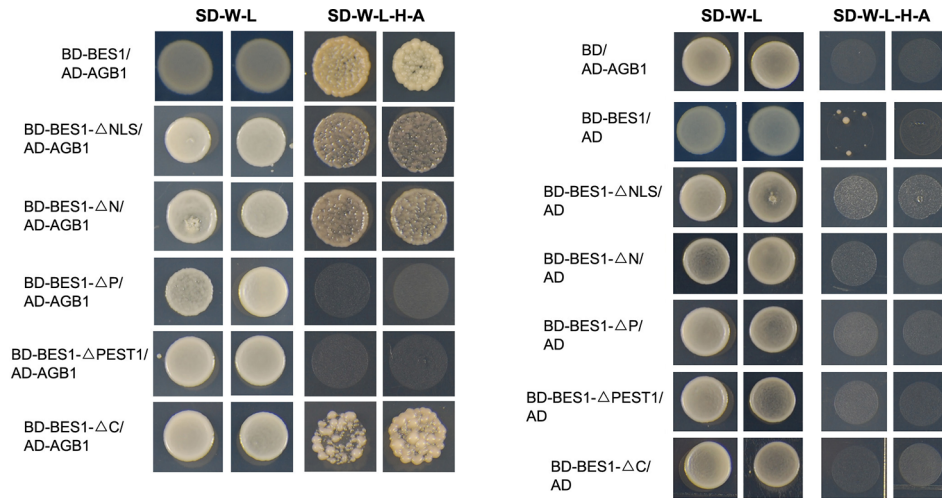 SD-W-L SD-W-L-H-A
BD-BES1/
AD-AGB1
BD-BES1-△NLS/
AD-AGB1
BD-BES1-△N/
AD-AGB1
BD-BES1-△P/
AD-AGB1
BD-BES1-△PEST1/
AD-AGB1
BD-BES1-△C/
AD-AGB1
SD-W-L SD-W-L-H-A
BD/
AD-AGB1
BD-BES1/
AD
BD-BES1-△NLS/
AD
BD-BES1-△N/
AD
BD-BES1-△P/
AD
BD-BES1-△PEST1/
AD
BD-BES1-△C/
AD